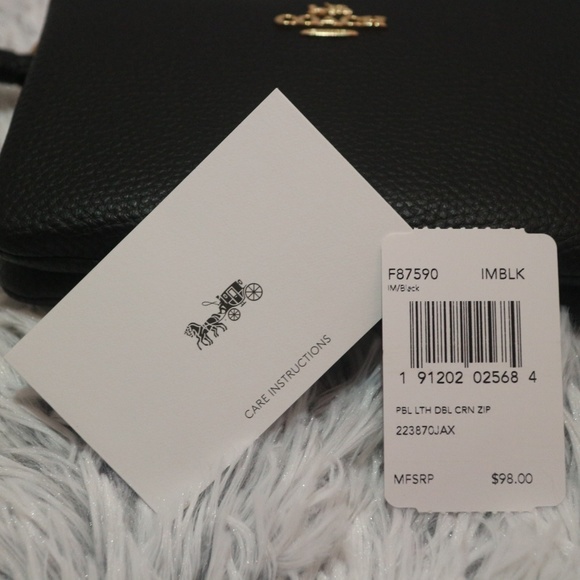 COACH
CARE INSTRUCTIONS
F87590 IMBLK
IM/Black
1 91202 02568 4
PBL LTH DBL CRN ZIP
223870JAX
MFSRP $98.00